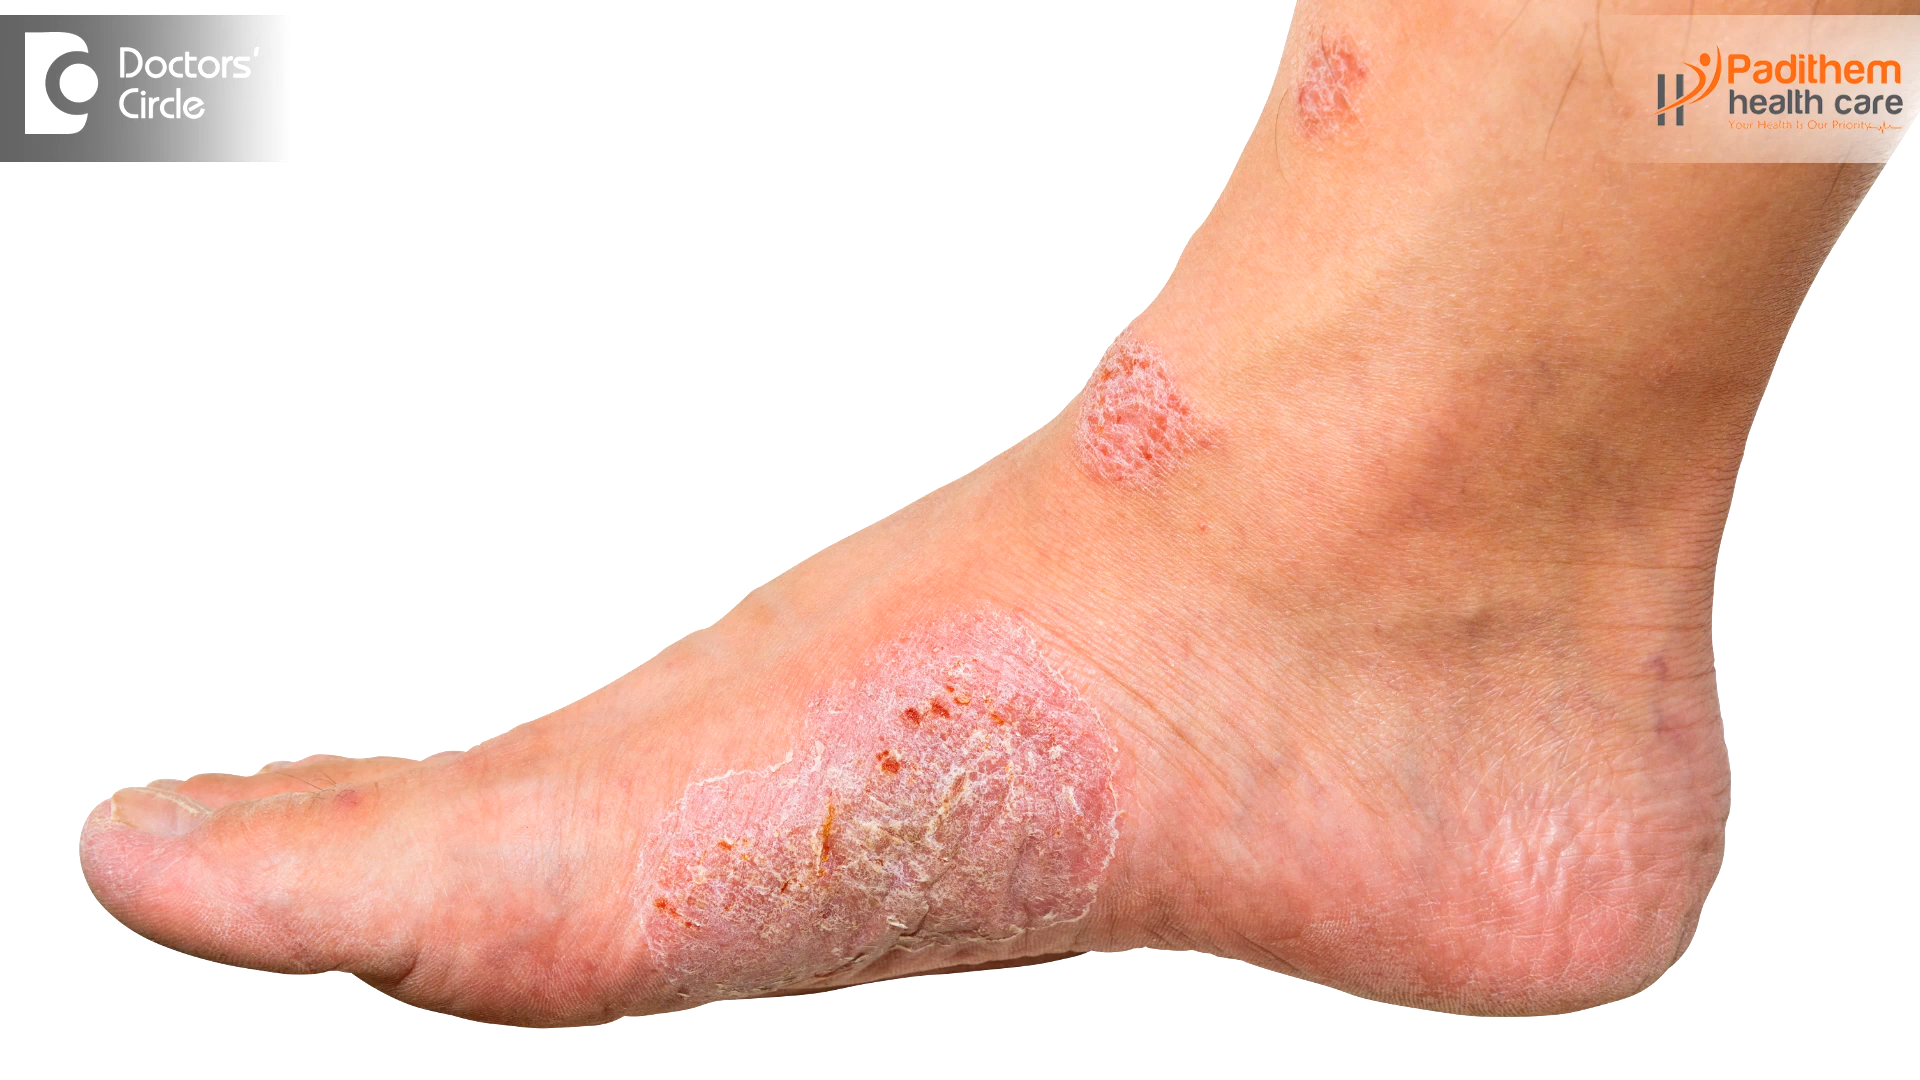 Doctors'
Circle
Padithem
health care
Your Health Is Our Priority